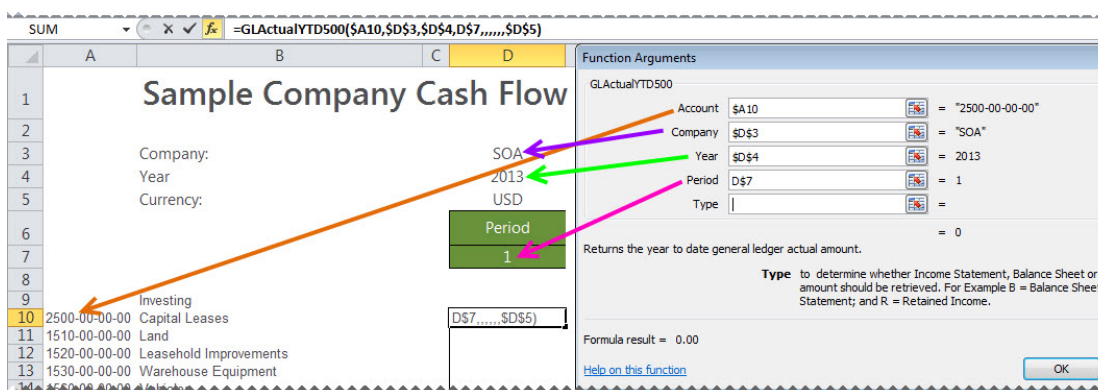 SUM =GLActualYTD500($A10,$D$3,$D$4,D$7,,,,,,$D$5)
A B C D
Function Arguments
GLActualYTD500
1 Sample Company Cash Flow
Account $A10 = "2500-00-00-00"
2
Company $D$3 = "SOA"
3 Company: SOA
Year $D$4 = 2013
4 Year 2013
Period D$7 = 1
5 Currency: USD
Type =
6 Period
= 0
7 1
Returns the year to date general ledger actual amount.
8
Type to determine whether Income Statement, Balance Sheet or
amount should be retrieved. For Example B = Balance Shee
Statement; and R = Retained Income.
9 Investing
10 2500-00-00-00 Capital Leases D$7,,,,,,$D$5)
11 1510-00-00-00 Land
Formula result = 0.00
12 1520-00-00-00 Leasehold Improvements
13 1530-00-00-00 Warehouse Equipment
Help on this function OK